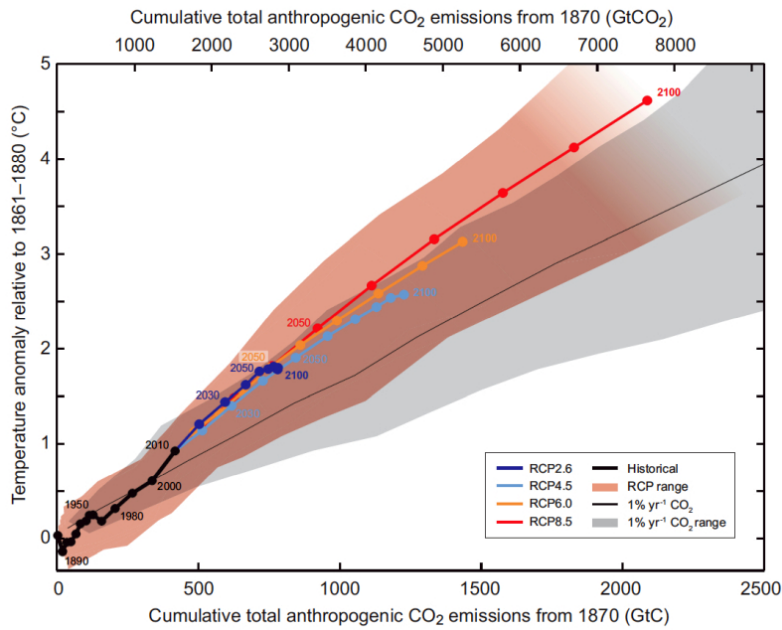 Cumulative total anthropogenic CO₂ emissions from 1870 (GtCO₂)
1000 2000 3000 4000 5000 6000 7000 8000
Temperature anomaly relative to 1861–1880 (°C)
5
4
3
2
1
0
2100
2100
2100
2050
2050
2050
2050
2100
2030
2030
2010
2000
1950
1980
1890
RCP2.6
RCP4.5
RCP6.0
RCP8.5
Historical
RCP range
1% yr⁻¹ CO₂
1% yr⁻¹ CO₂ range
0 500 1000 1500 2000 2500
Cumulative total anthropogenic CO₂ emissions from 1870 (GtC)